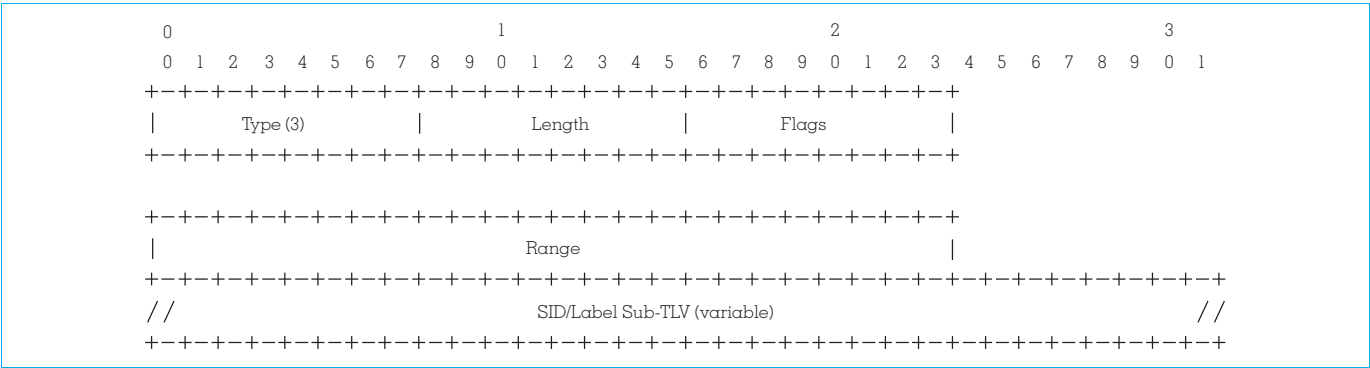 0 1 2 3
0 1 2 3 4 5 6 7 8 9 0 1 2 3 4 5 6 7 8 9 0 1 2 3 4 5 6 7 8 9 0 1
+-+-+-+-+-+-+-+-+-+-+-+-+-+-+-+-+-+-+-+-+-+-+-+-+
| Type (3) | Length | Flags |
+-+-+-+-+-+-+-+-+-+-+-+-+-+-+-+-+-+-+-+-+-+-+-+-+
+-+-+-+-+-+-+-+-+-+-+-+-+-+-+-+-+-+-+-+-+-+-+-+-+
| Range |
+-+-+-+-+-+-+-+-+-+-+-+-+-+-+-+-+-+-+-+-+-+-+-+-+-+-+-+-+-+-+-+-+
// SID/Label Sub-TLV (variable) //
+-+-+-+-+-+-+-+-+-+-+-+-+-+-+-+-+-+-+-+-+-+-+-+-+-+-+-+-+-+-+-+-+